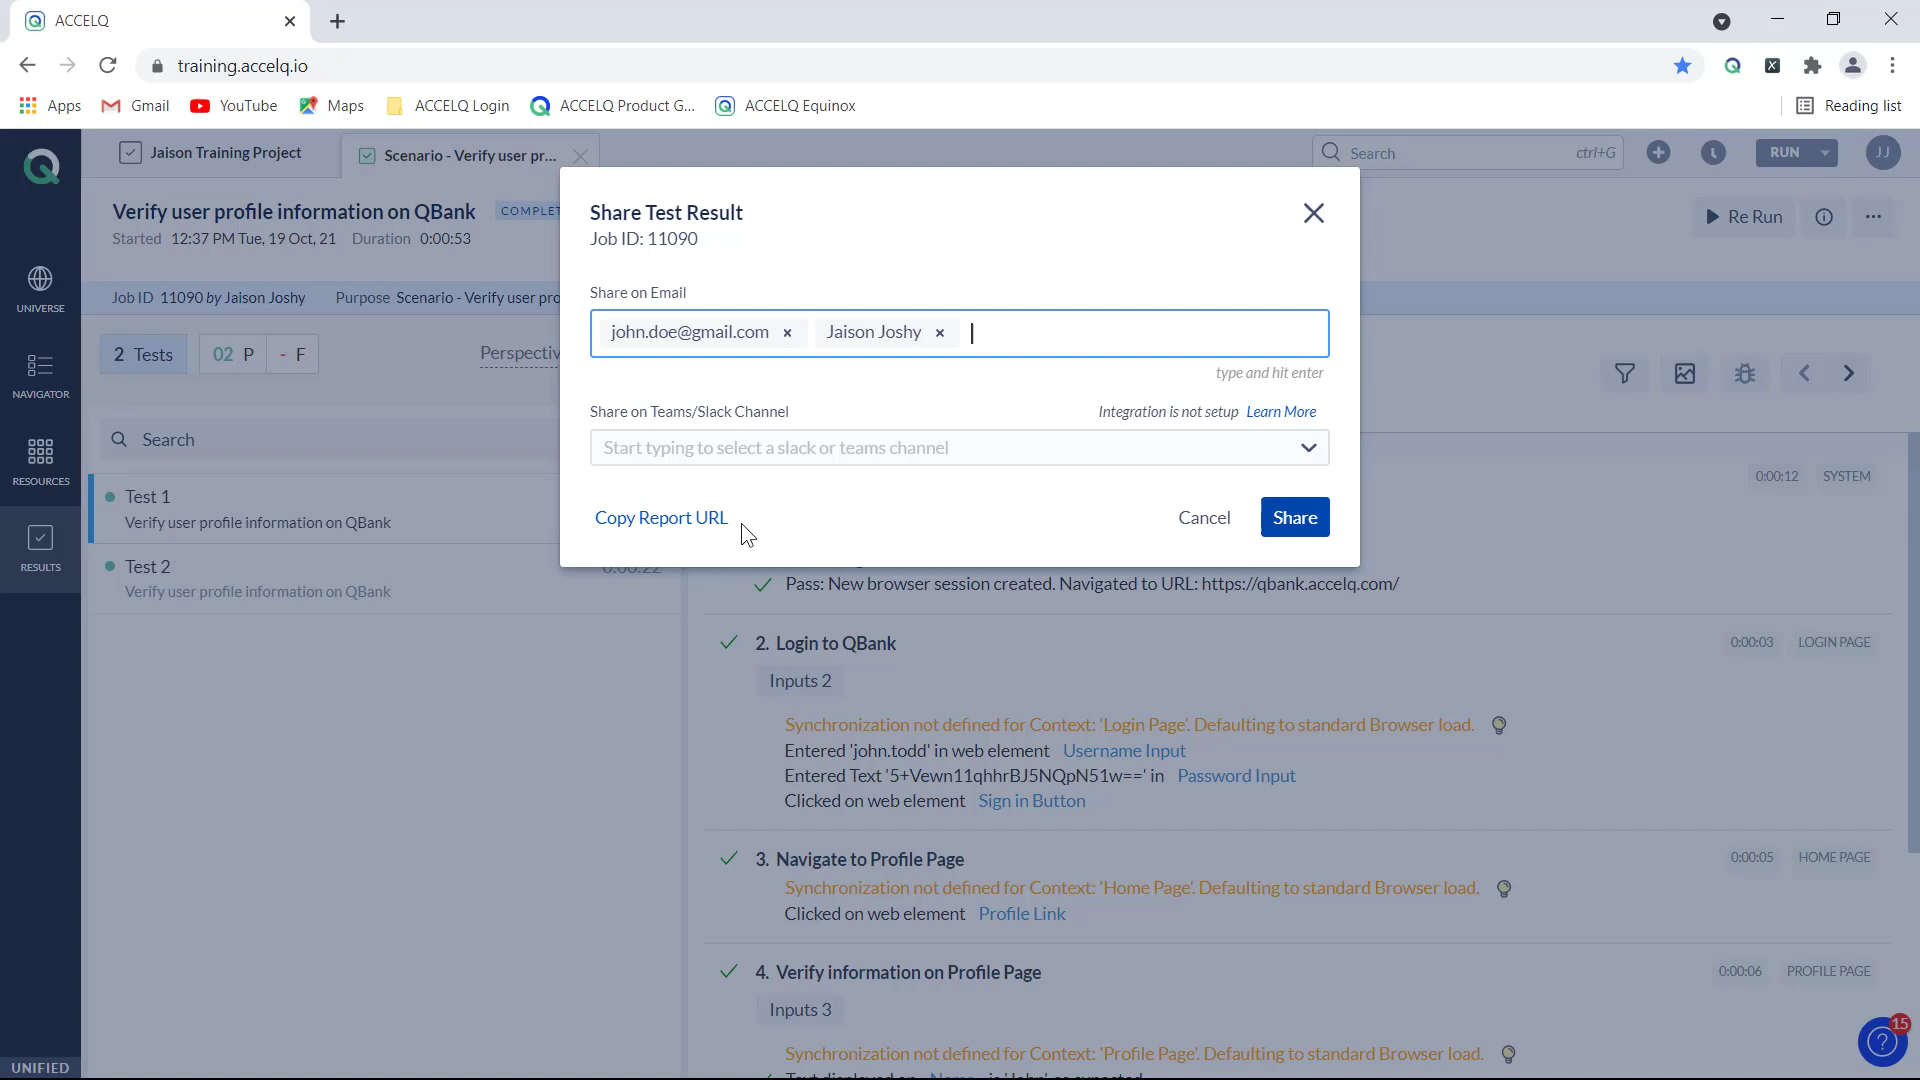 ACCELQ
training.accelq.io
Apps
Gmail
YouTube
Maps
ACCELQ Login
ACCELQ Product G...
ACCELQ Equinox
Reading list
Jaison Training Project
Scenario - Verify user pr...
Search
ctrl+G
RUN
JJ
Verify user profile information on QBank
COMPLET
Started 12:37 PM Tue, 19 Oct, 21 Duration 0:00:53
Re Run
Job ID 11090 by Jaison Joshy
Purpose Scenario - Verify user pro
2 Tests
02 P
- F
Perspectiv
Search
Test 1
Verify user profile information on QBank
Test 2
Verify user profile information on QBank
0:00:22
UNIVERSE
NAVIGATOR
RESOURCES
RESULTS
UNIFIED
Share Test Result
Job ID: 11090
Share on Email
john.doe@gmail.com ×
Jaison Joshy ×
type and hit enter
Share on Teams/Slack Channel
Integration is not setup Learn More
Start typing to select a slack or teams channel
Copy Report URL
Cancel
Share
0:00:12 SYSTEM
Pass: New browser session created. Navigated to URL: https://qbank.accelq.com/
2. Login to QBank
0:00:03 LOGIN PAGE
Inputs 2
Synchronization not defined for Context: 'Login Page'. Defaulting to standard Browser load.
Entered 'john.todd' in web element Username Input
Entered Text '5+Vewn11qhhrBJ5NQpN51w==' in Password Input
Clicked on web element Sign in Button
3. Navigate to Profile Page
0:00:05 HOME PAGE
Synchronization not defined for Context: 'Home Page'. Defaulting to standard Browser load.
Clicked on web element Profile Link
4. Verify information on Profile Page
0:00:06 PROFILE PAGE
Inputs 3
Synchronization not defined for Context: 'Profile Page'. Defaulting to standard Browser load.
Text displayed on Name is 'John' as expected
15